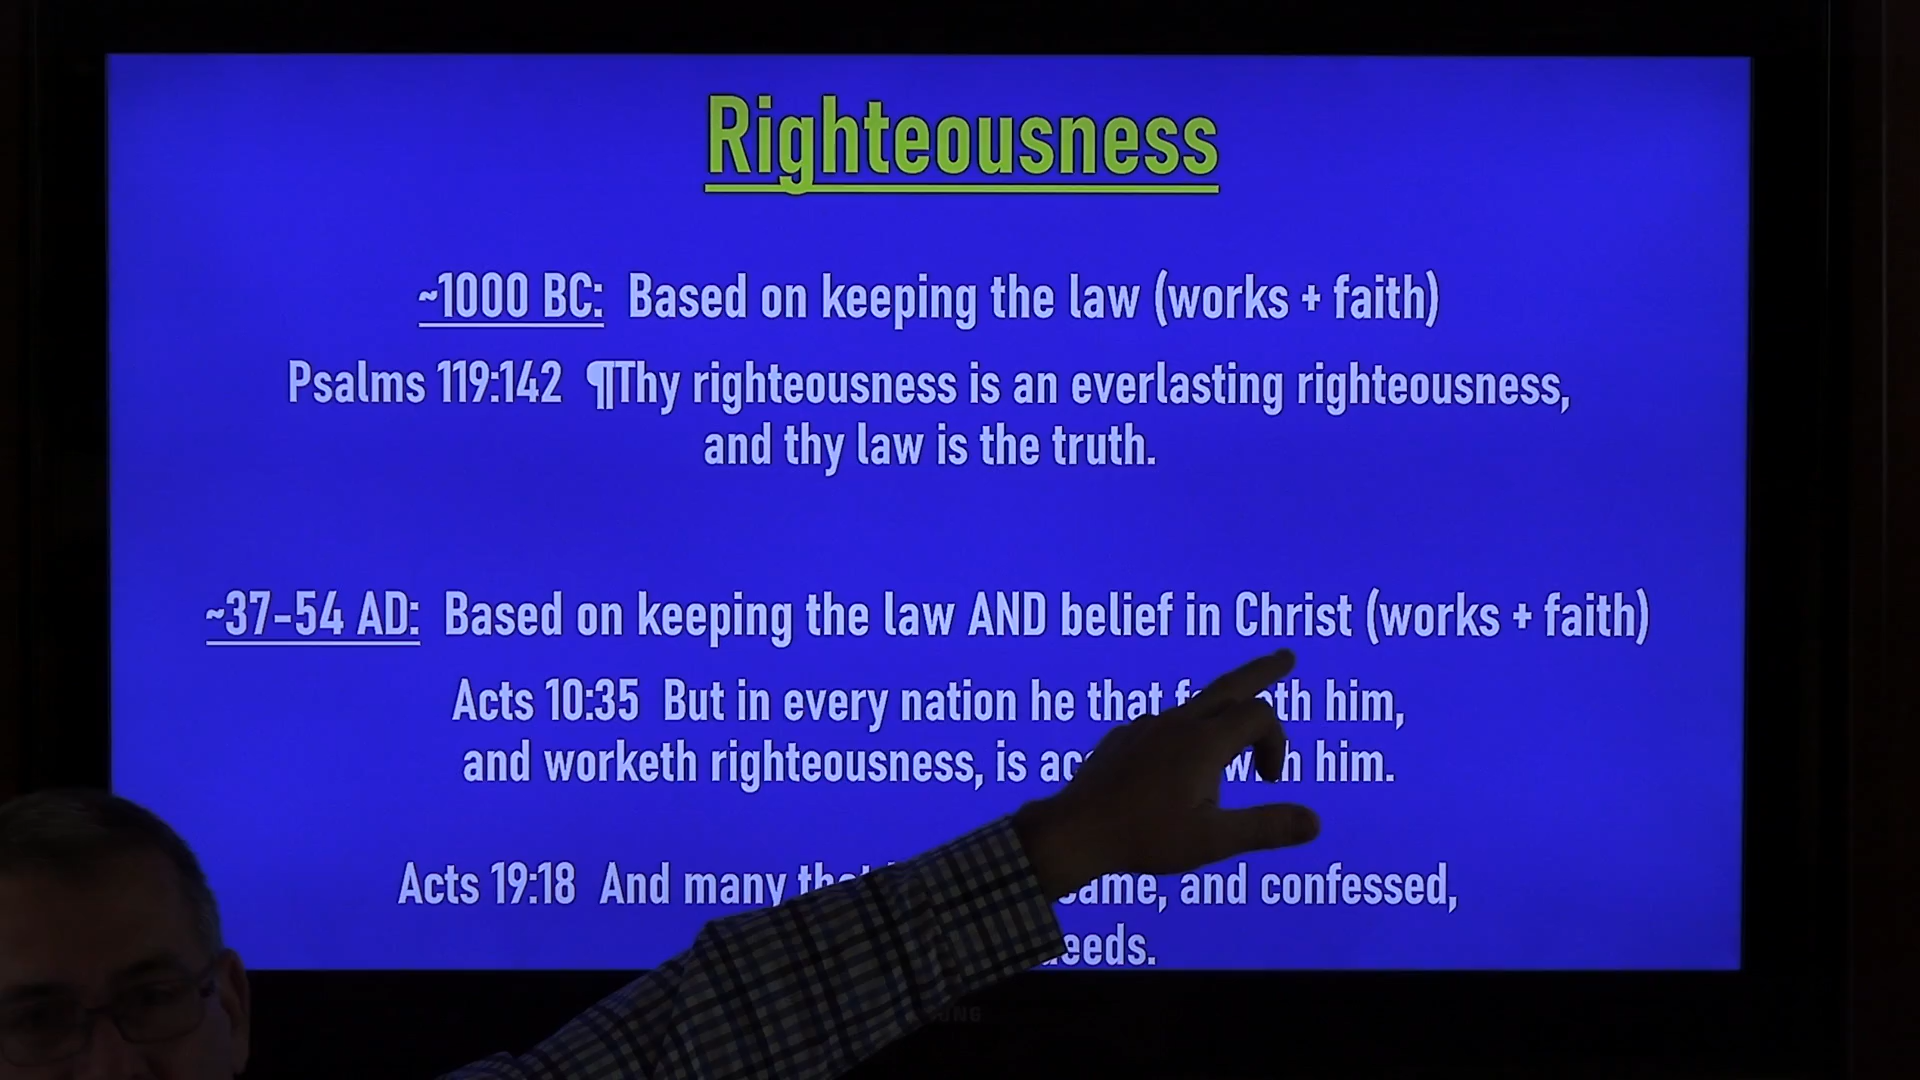 Righteousness
~1000 BC: Based on keeping the law (works + faith)
Psalms 119:142 ¶Thy righteousness is an everlasting righteousness,
and thy law is the truth.
~37-54 AD: Based on keeping the law AND belief in Christ (works + faith)
Acts 10:35 But in every nation he that him,
and worketh righteousness, is with him.
Acts 19:18 And many and confessed,